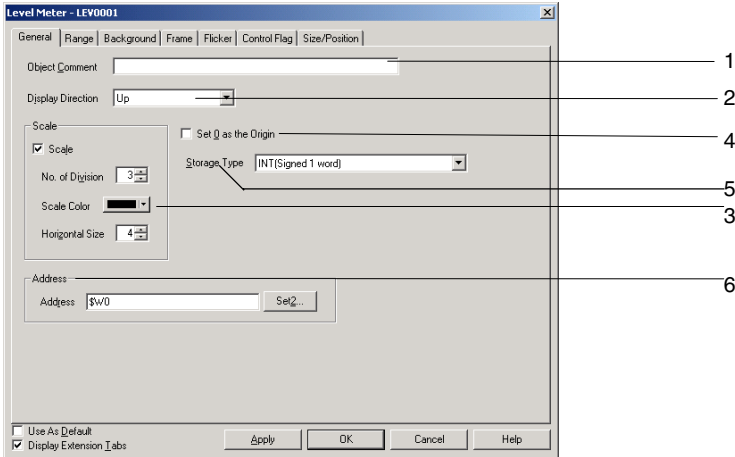 Level Meter - LEV0001
General Range Background Frame Flicker Control Flag Size/Position
Object Comment 1
Display Direction Up 2
Scale
Set 0 as the Origin 4
Scale
Storage Type INT(Signed 1 word)
No. of Division 3
5
Scale Color 3
Horizontal Size 4
Address 6
Address $W0 Set2...
Use As Default
Display Extension Tabs
Apply OK Cancel Help